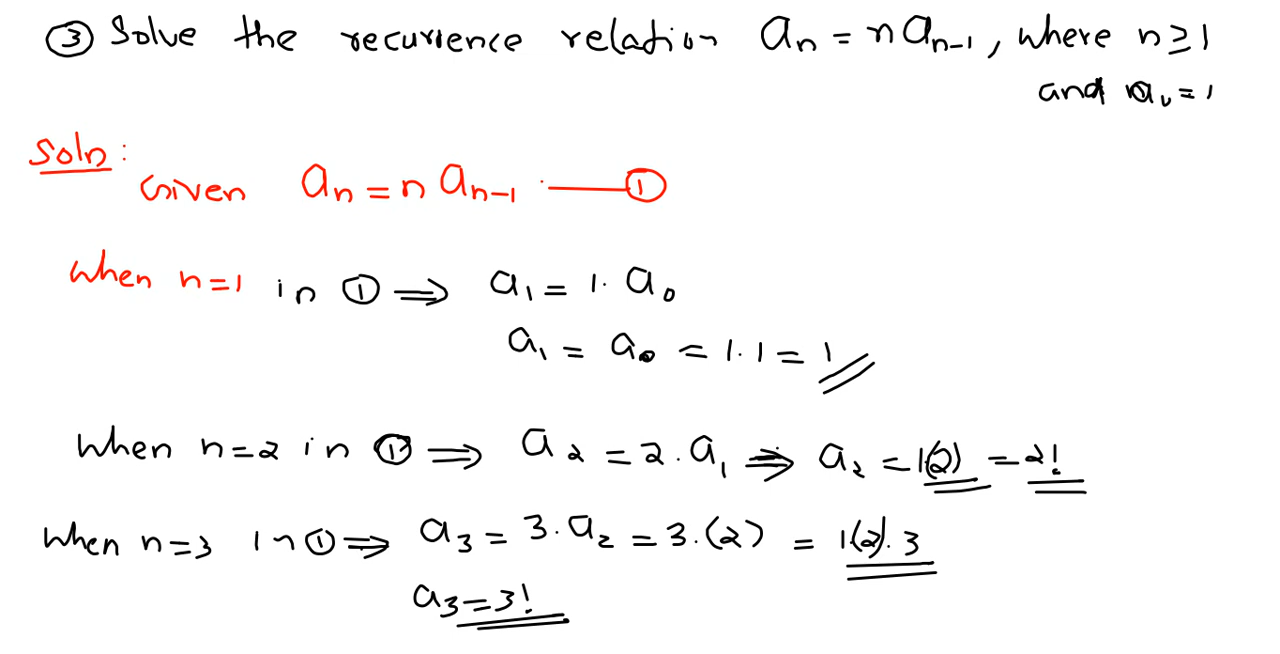 ③ Solve the recurrence relation aₙ = n aₙ₋₁, where n ≥ 1
and a₀ = 1
Soln:
Given aₙ = n aₙ₋₁ —— ①
When n=1 in ① ⟹ a₁ = 1. a₀
a₁ = a₀ = 1.1 = 1
When n=2 in ① ⟹ a₂ = 2.a₁ ⟹ a₂ = 1(2) = 2!
When n=3 in ① ⟹ a₃ = 3.a₂ = 3.(2) = 1(2).3
a₃ = 3!